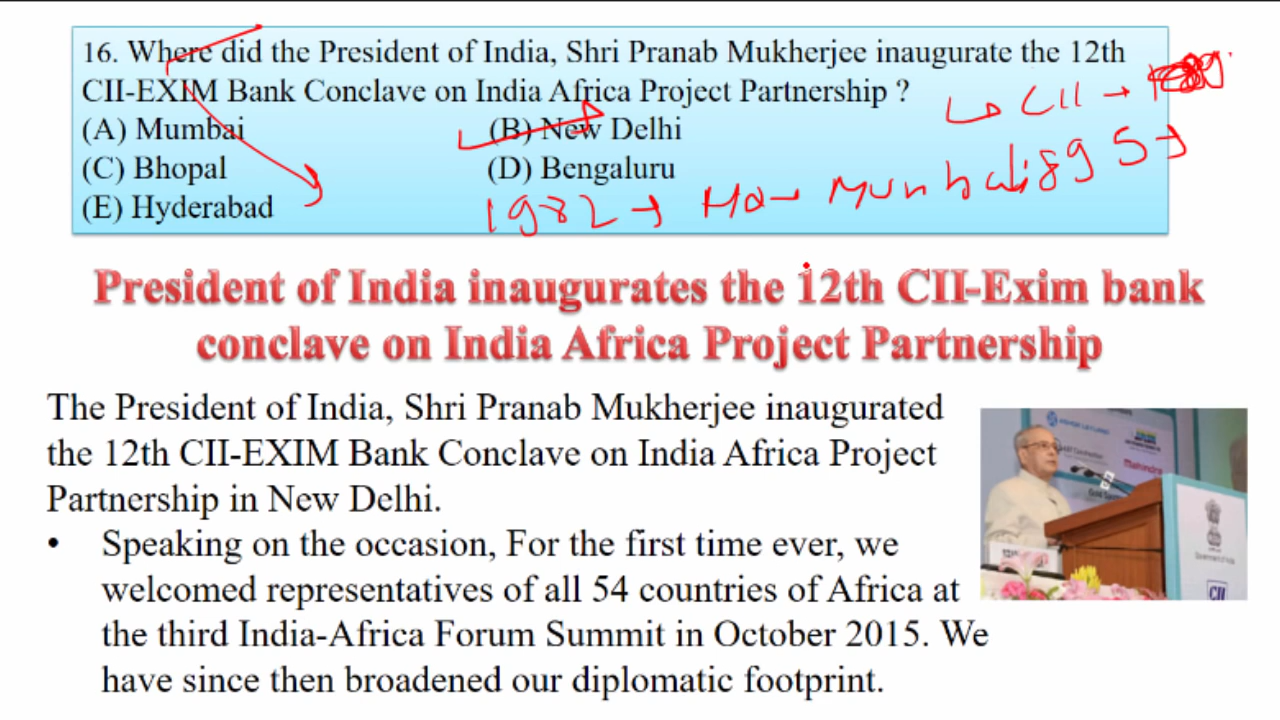 16. Where did the President of India, Shri Pranab Mukherjee inaugurate the 12th
CII-EXIM Bank Conclave on India Africa Project Partnership ?
(A) Mumbai (B) New Delhi
(C) Bhopal (D) Bengaluru
(E) Hyderabad
CII
1895
1982 HQ Mumbai
President of India inaugurates the 12th CII-Exim bank
conclave on India Africa Project Partnership
The President of India, Shri Pranab Mukherjee inaugurated
the 12th CII-EXIM Bank Conclave on India Africa Project
Partnership in New Delhi.
• Speaking on the occasion, For the first time ever, we
welcomed representatives of all 54 countries of Africa at
the third India-Africa Forum Summit in October 2015. We
have since then broadened our diplomatic footprint.
CII